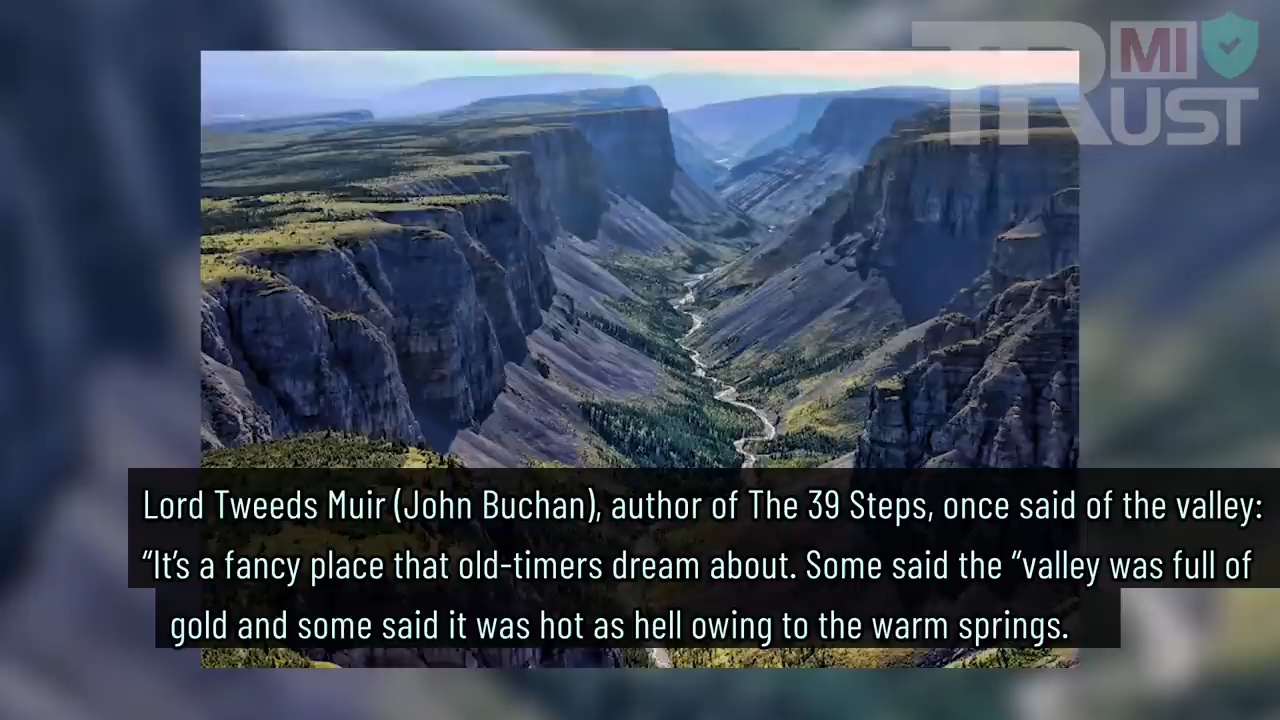 TRUST
MI
Lord Tweeds Muir (John Buchan), author of The 39 Steps, once said of the valley:
“It’s a fancy place that old-timers dream about. Some said the “valley was full of
gold and some said it was hot as hell owing to the warm springs.